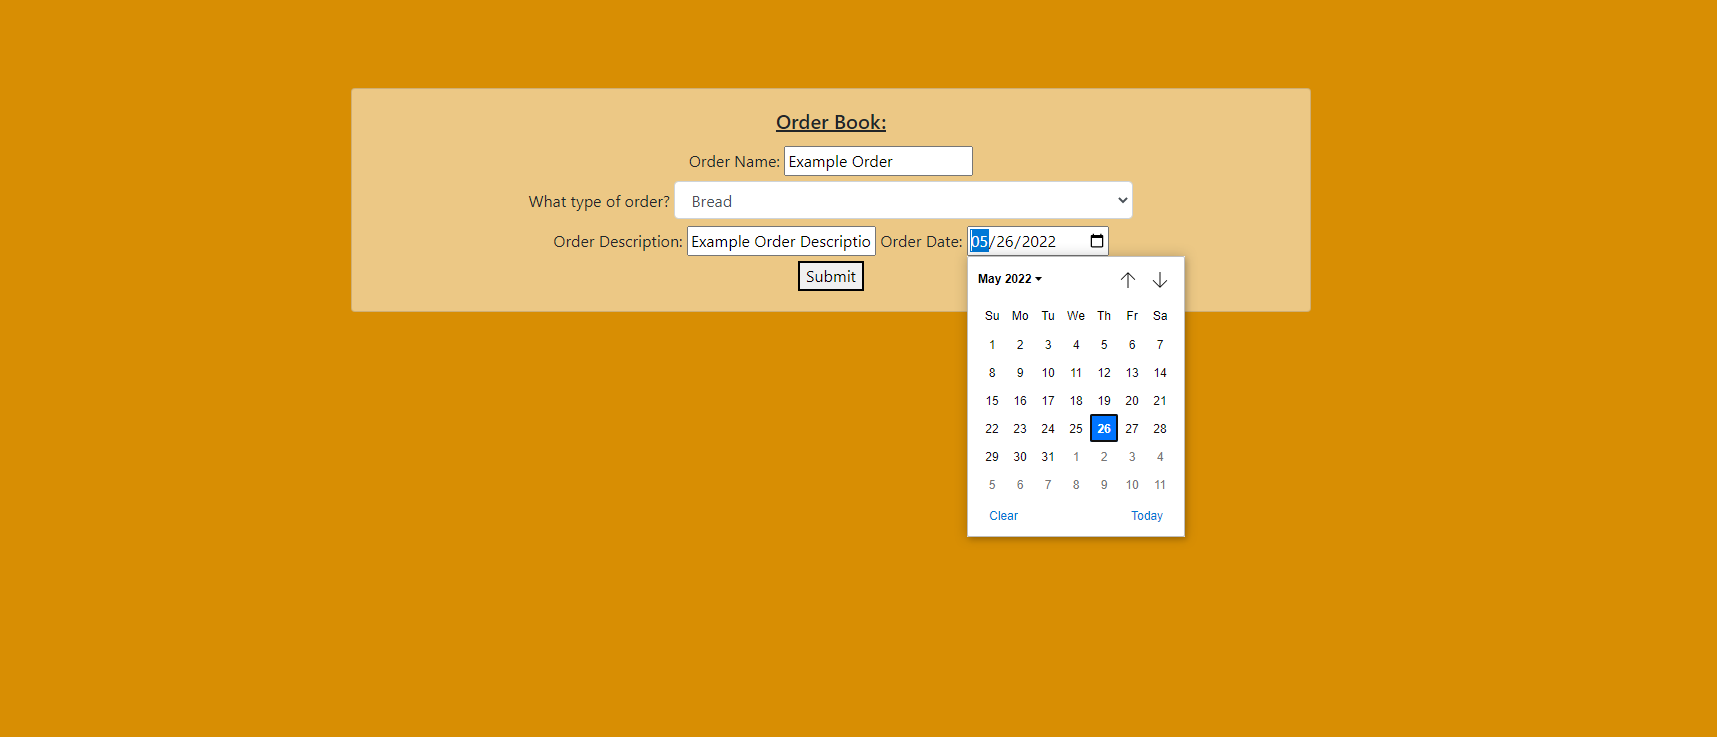 Order Book:
Order Name: Example Order
What type of order? Bread
Order Description: Example Order Descriptio Order Date: 05/26/2022
Submit
May 2022
Su Mo Tu We Th Fr Sa
1 2 3 4 5 6 7
8 9 10 11 12 13 14
15 16 17 18 19 20 21
22 23 24 25 26 27 28
29 30 31 1 2 3 4
5 6 7 8 9 10 11
Clear Today